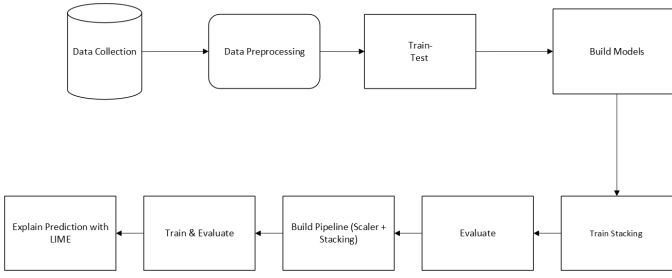 Data Collection
Data Preprocessing
Train-
Test
Build Models
Train Stacking
Evaluate
Build Pipeline (Scaler +
Stacking)
Train & Evaluate
Explain Prediction with
LIME